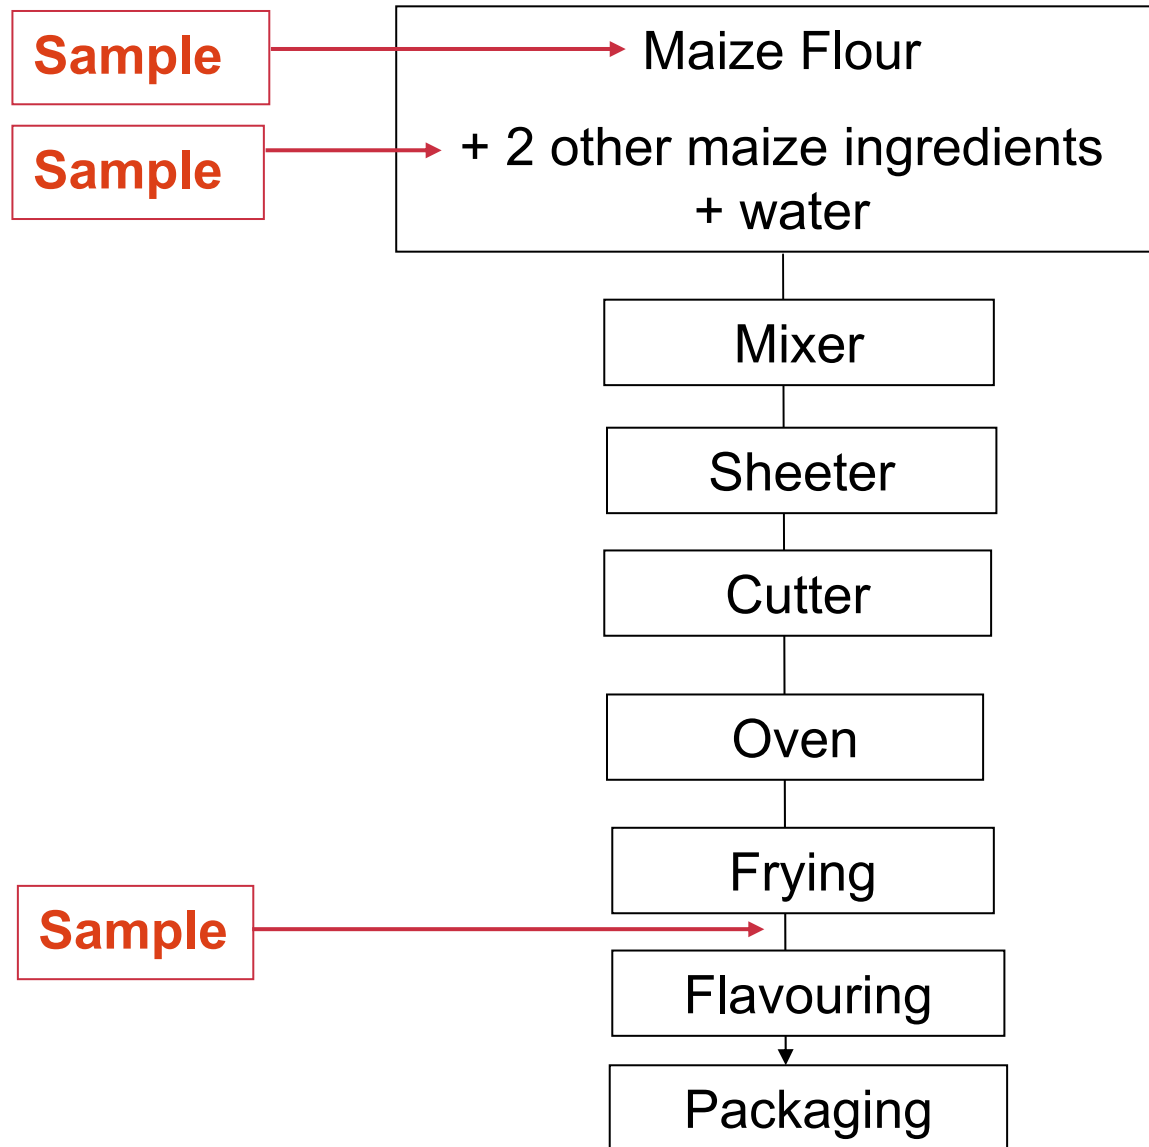 Sample
Maize Flour
Sample
+ 2 other maize ingredients
+ water
Mixer
Sheeter
Cutter
Oven
Frying
Sample
Flavouring
Packaging